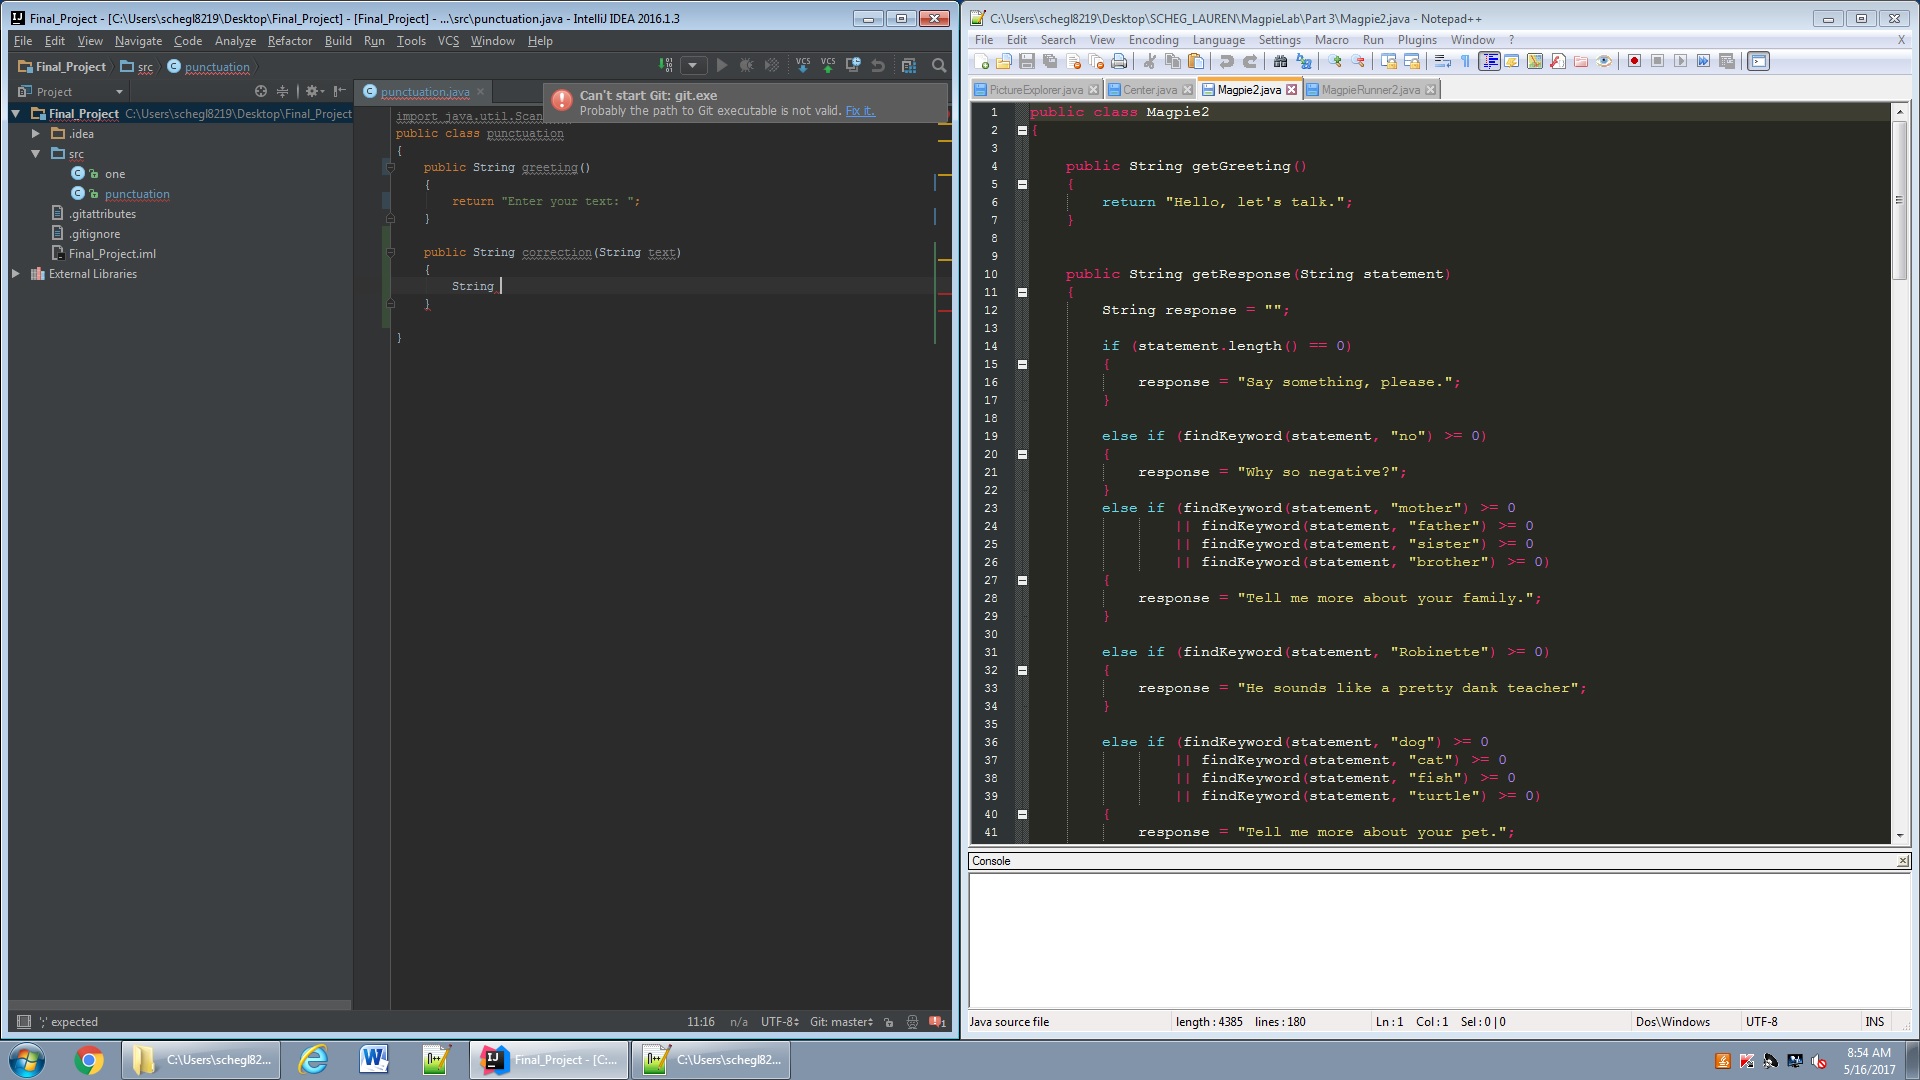 Final_Project - [C:\Users\schegl8219\Desktop\Final_Project] - [Final_Project] - ...\src\punctuation.java - IntelliJ IDEA 2016.1.3
File Edit View Navigate Code Analyze Refactor Build Run Tools VCS Window Help
Final_Project src punctuation
VCS VCS
Project
punctuation.java
Can't start Git: git.exe
Probably the path to Git executable is not valid. Fix it.
Final_Project C:\Users\schegl8219\Desktop\Final_Project
.idea
src
one
punctuation
.gitattributes
.gitignore
Final_Project.iml
External Libraries
import java.util.Scan
public class punctuation
{
public String greeting()
{
return "Enter your text: ";
}
public String correction(String text)
{
String
}
}
';' expected
11:16 n/a UTF-8 Git: master
C:\Users\schegl8219\Desktop\SCHEG_LAUREN\MagpieLab\Part 3\Magpie2.java - Notepad++
File Edit Search View Encoding Language Settings Macro Run Plugins Window ? X
PictureExplorer.java Center.java Magpie2.java MagpieRunner2.java
1 public class Magpie2
2 {
3
4 public String getGreeting()
5 {
6 return "Hello, let's talk.";
7 }
8
9
10 public String getResponse(String statement)
11 {
12 String response = "";
13
14 if (statement.length() == 0)
15 {
16 response = "Say something, please.";
17 }
18
19 else if (findKeyword(statement, "no") >= 0)
20 {
21 response = "Why so negative?";
22 }
23 else if (findKeyword(statement, "mother") >= 0
24 || findKeyword(statement, "father") >= 0
25 || findKeyword(statement, "sister") >= 0
26 || findKeyword(statement, "brother") >= 0)
27 {
28 response = "Tell me more about your family.";
29 }
30
31 else if (findKeyword(statement, "Robinette") >= 0)
32 {
33 response = "He sounds like a pretty dank teacher";
34 }
35
36 else if (findKeyword(statement, "dog") >= 0
37 || findKeyword(statement, "cat") >= 0
38 || findKeyword(statement, "fish") >= 0
39 || findKeyword(statement, "turtle") >= 0)
40 {
41 response = "Tell me more about your pet.";
Console
Java source file length : 4385 lines : 180 Ln : 1 Col : 1 Sel : 0 | 0 Dos\Windows UTF-8 INS
C:\Users\schegl82... Final_Project - [C:... C:\Users\schegl82...
8:54 AM
5/16/2017